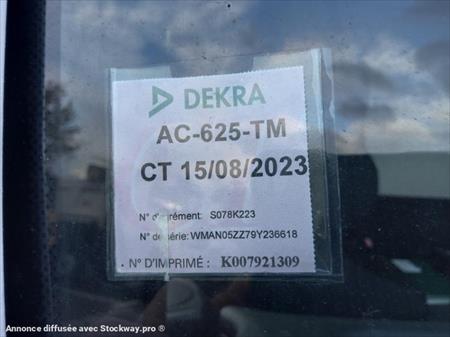 DEKRA
AC-625-TM
CT 15/08/2023
N° d'agrément: S078K223
N° de série: WMAN05ZZ79Y236618
N° D'IMPRIMÉ : K007921309
Annonce diffusée avec Stockway.pro ®